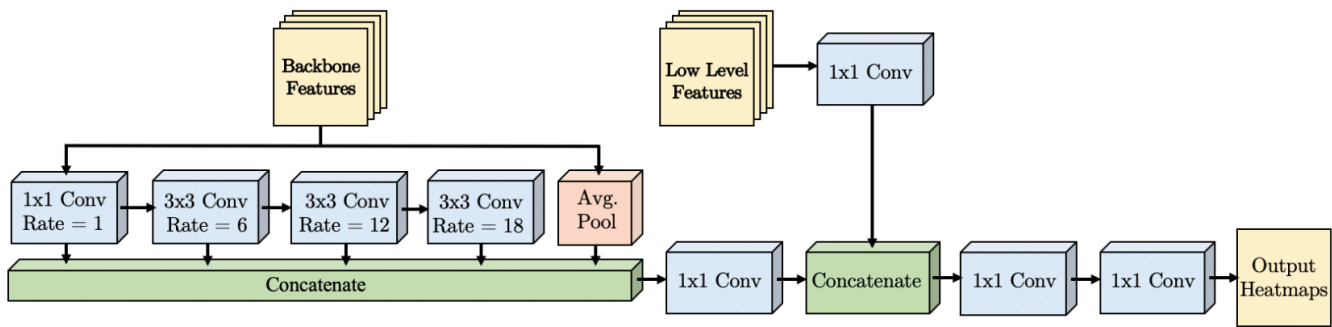 Backbone
Features
Low Level
Features
1x1 Conv
1x1 Conv
Rate = 1
3x3 Conv
Rate = 6
3x3 Conv
Rate = 12
3x3 Conv
Rate = 18
Avg.
Pool
Concatenate
1x1 Conv
Concatenate
1x1 Conv
1x1 Conv
Output
Heatmaps